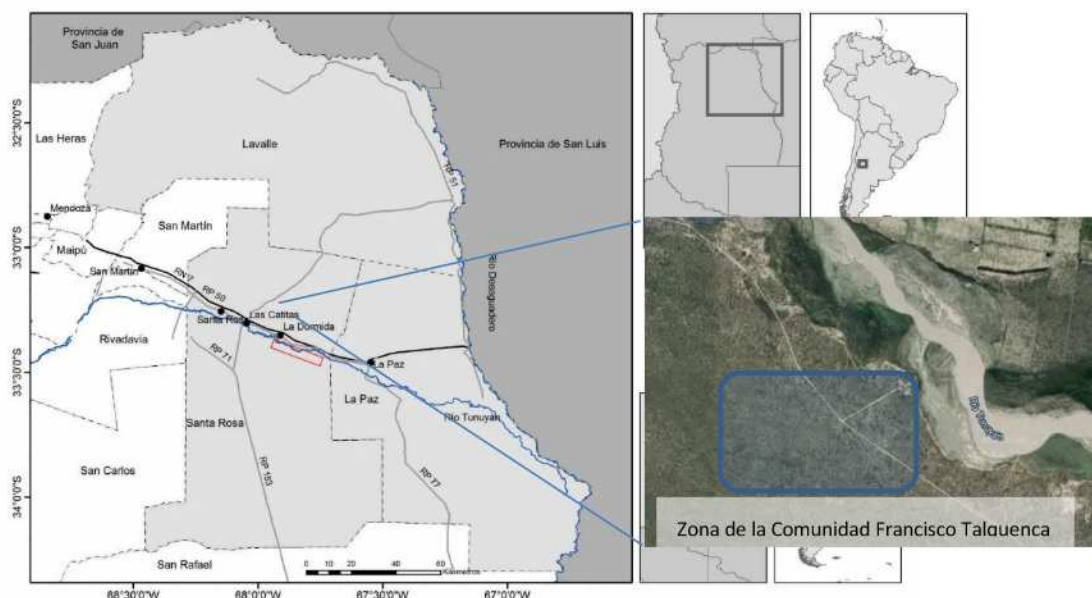 Provincia de
San Juan
32°30'0"S
Las Heras
Lavalle
Provincia de San Luis
RP 51
Mendoza
San Martín
33°0'0"S
Maipú
San Martín
RN 7
RP 50
Río Desaguadero
Santa Rosa
Las Catitas
La Dormida
Rivadavia
RP 71
33°30'0"S
La Paz
La Paz
Río Tunuyán
Santa Rosa
San Carlos
RP 153
RP 77
34°0'0"S
San Rafael
0 10 20 40 60
Kilómetros
68°30'0"W 68°0'0"W 67°30'0"W 67°0'0"W
Río Tunuyán
Zona de la Comunidad Francisco Talquenca